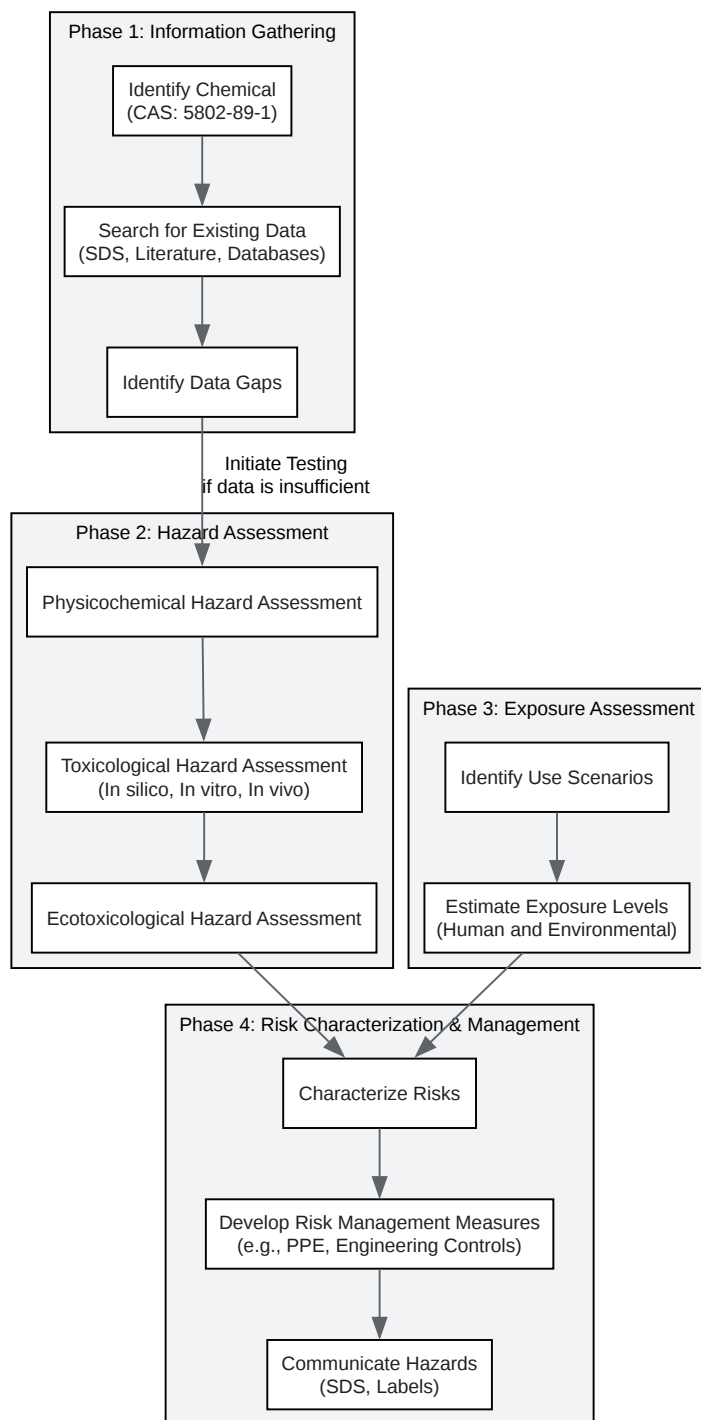 Phase 1: Information Gathering
Identify Chemical
(CAS: 5802-89-1)
Search for Existing Data
(SDS, Literature, Databases)
Identify Data Gaps
Initiate Testing
if data is insufficient
Phase 2: Hazard Assessment
Physicochemical Hazard Assessment
Toxicological Hazard Assessment
(In silico, In vitro, In vivo)
Ecotoxicological Hazard Assessment
Phase 3: Exposure Assessment
Identify Use Scenarios
Estimate Exposure Levels
(Human and Environmental)
Phase 4: Risk Characterization & Management
Characterize Risks
Develop Risk Management Measures
(e.g., PPE, Engineering Controls)
Communicate Hazards
(SDS, Labels)